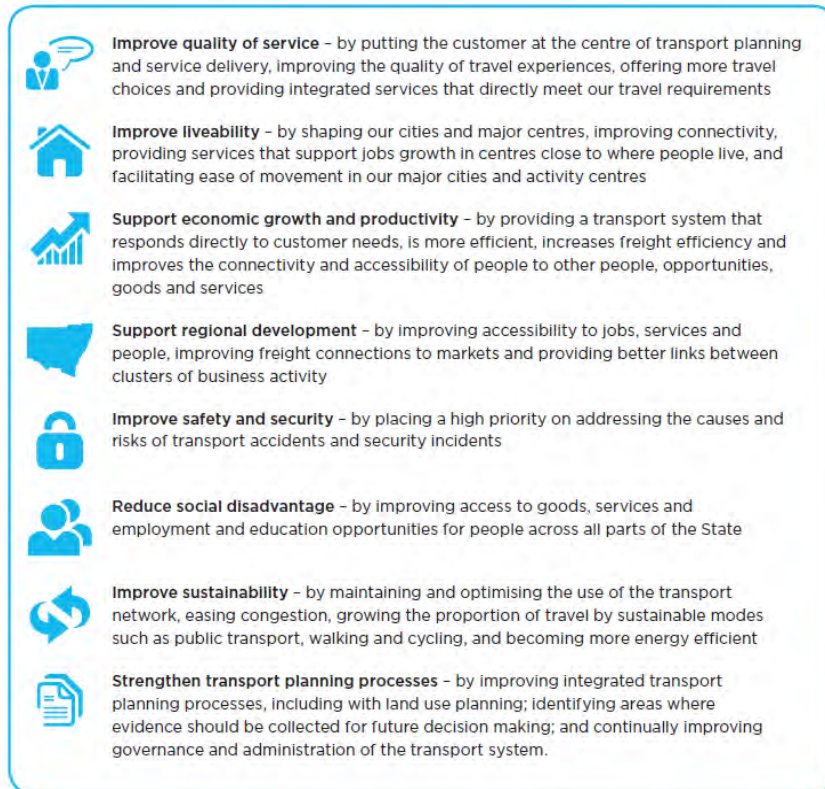 Improve quality of service – by putting the customer at the centre of transport planning
and service delivery, improving the quality of travel experiences, offering more travel
choices and providing integrated services that directly meet our travel requirements
Improve liveability – by shaping our cities and major centres, improving connectivity,
providing services that support jobs growth in centres close to where people live, and
facilitating ease of movement in our major cities and activity centres
Support economic growth and productivity – by providing a transport system that
responds directly to customer needs, is more efficient, increases freight efficiency and
improves the connectivity and accessibility of people to other people, opportunities,
goods and services
Support regional development – by improving accessibility to jobs, services and
people, improving freight connections to markets and providing better links between
clusters of business activity
Improve safety and security – by placing a high priority on addressing the causes and
risks of transport accidents and security incidents
Reduce social disadvantage – by improving access to goods, services and
employment and education opportunities for people across all parts of the State
Improve sustainability – by maintaining and optimising the use of the transport
network, easing congestion, growing the proportion of travel by sustainable modes
such as public transport, walking and cycling, and becoming more energy efficient
Strengthen transport planning processes – by improving integrated transport
planning processes, including with land use planning; identifying areas where
evidence should be collected for future decision making; and continually improving
governance and administration of the transport system.